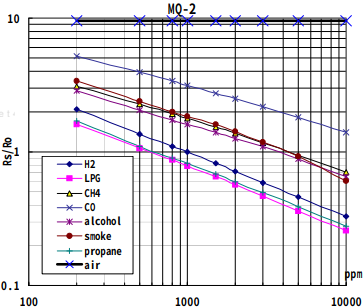 MQ-2
10
1
0.1
Rs/Ro
H2
LPG
CH4
CO
alcohol
smoke
propane
air
ppm
100
1000
10000